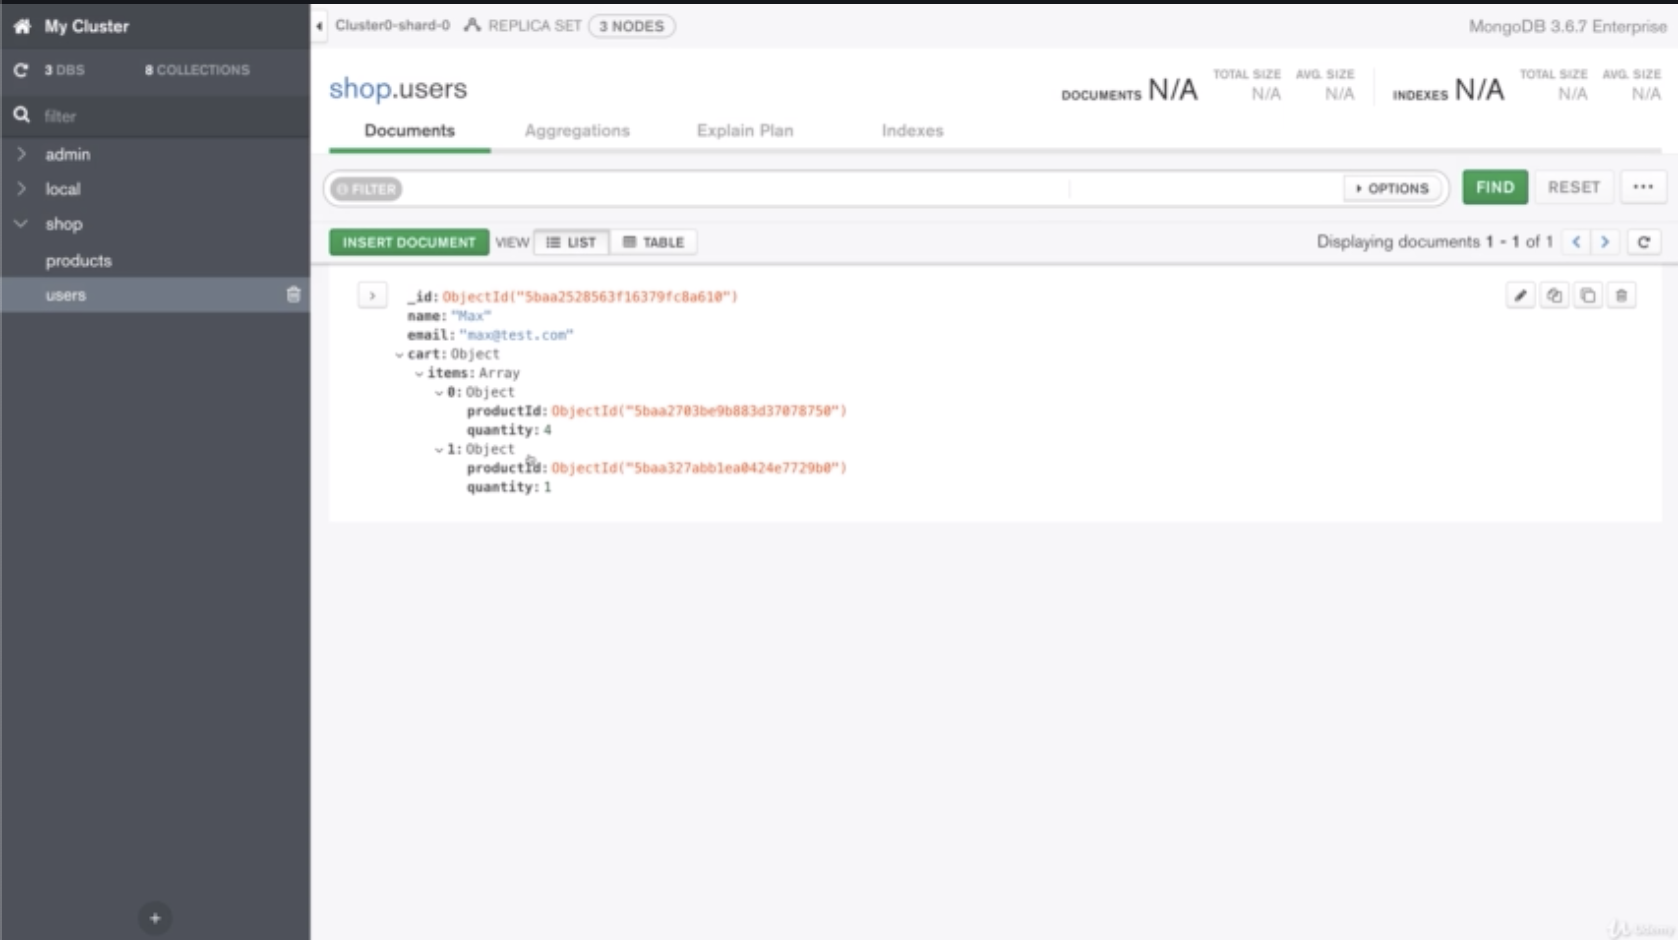 My Cluster
3 DBS 8 COLLECTIONS
filter
admin
local
shop
products
users
Cluster0-shard-0 REPLICA SET 3 NODES
MongoDB 3.6.7 Enterprise
shop.users
DOCUMENTS N/A TOTAL SIZE N/A AVG. SIZE N/A
INDEXES N/A TOTAL SIZE N/A AVG. SIZE N/A
Documents Aggregations Explain Plan Indexes
FILTER OPTIONS FIND RESET ...
INSERT DOCUMENT VIEW LIST TABLE
Displaying documents 1 - 1 of 1
_id: ObjectId("5baa2528563f16379fc8a610")
name: "Max"
email: "max@test.com"
cart: Object
items: Array
0: Object
productId: ObjectId("5baa2703be9b883d37078750")
quantity: 4
1: Object
productId: ObjectId("5baa327abb1ea0424e7729b0")
quantity: 1
Udemy